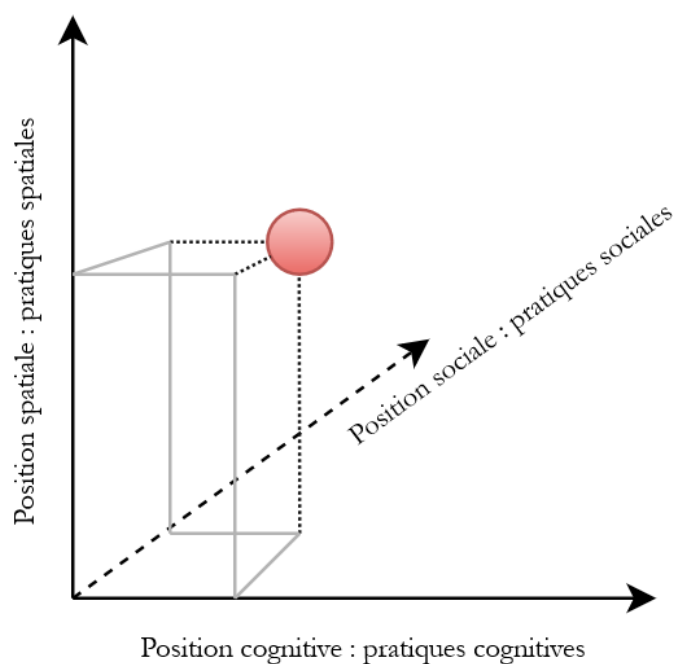 Position spatiale : pratiques spatiales
Position sociale : pratiques sociales
Position cognitive : pratiques cognitives